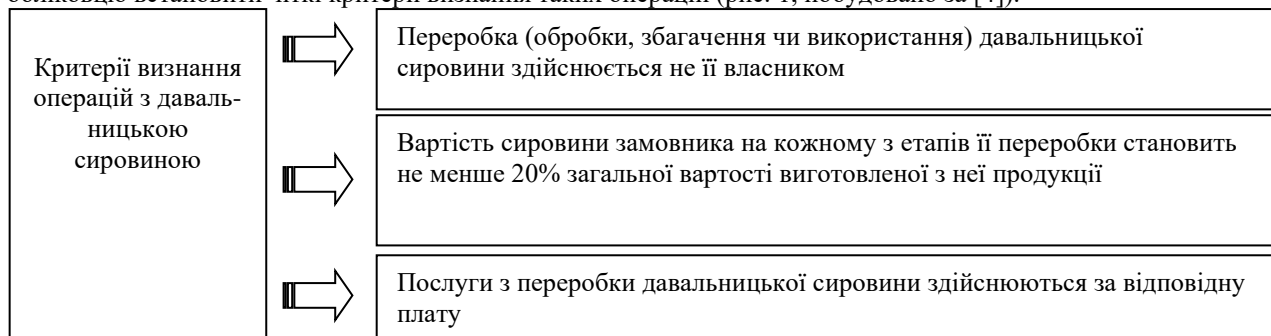 Критерії визнання
операцій з даваль-
ницькою
сировиною
Переробка (обробки, збагачення чи використання) давальницької
сировини здійснюється не її власником
Вартість сировини замовника на кожному з етапів її переробки становить
не менше 20% загальної вартості виготовленої з неї продукції
Послуги з переробки давальницької сировини здійснюються за відповідну
плату